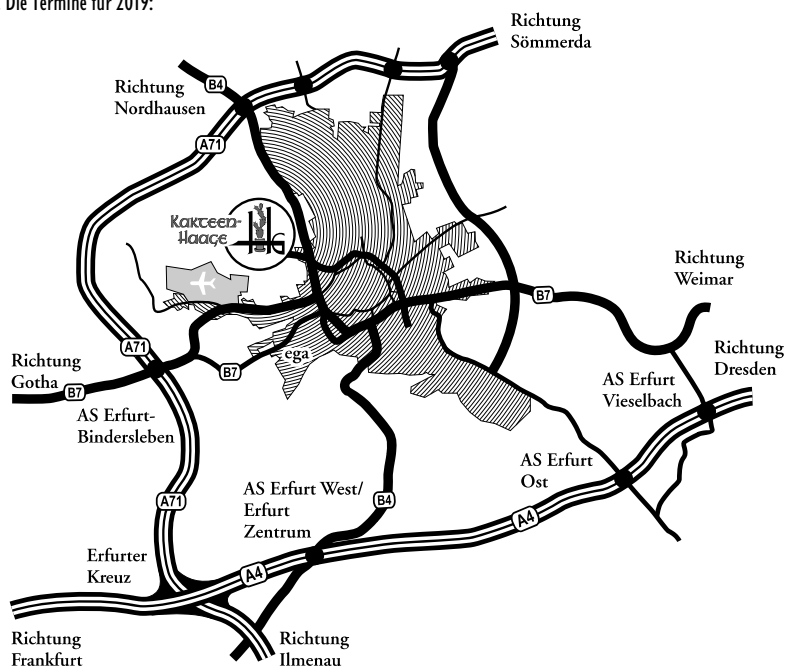 Die Termine für 2019:
Richtung
Sömmerda
B4
Richtung
Nordhausen
A71
Kakteen-
Haage
HG
Richtung
Weimar
B7
A71
Richtung
Gotha
B7
B7
ega
Richtung
Dresden
AS Erfurt
Vieselbach
AS Erfurt-
Bindersleben
AS Erfurt
Ost
A71
AS Erfurt West/
Erfurt
Zentrum
B4
A4
Erfurter
Kreuz
A4
Richtung
Frankfurt
Richtung
Ilmenau